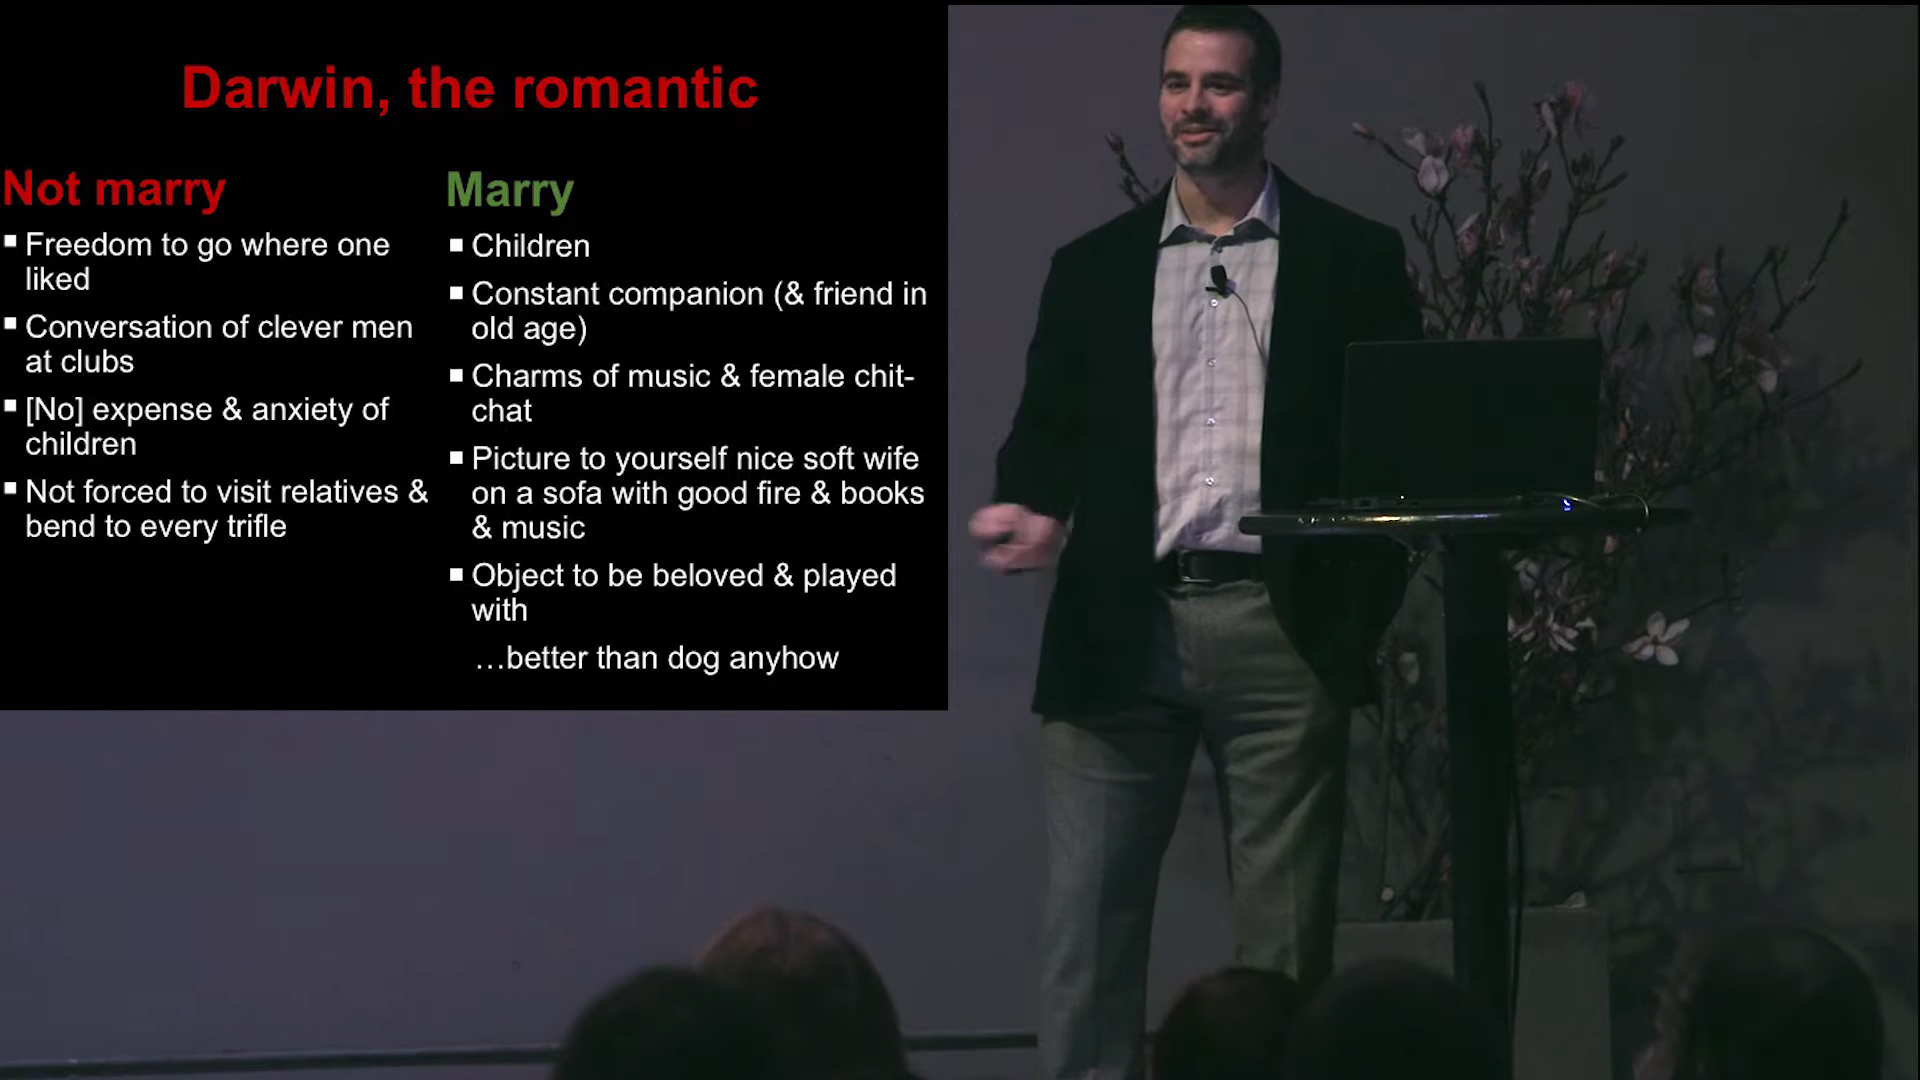 Darwin, the romantic
Not marry
Freedom to go where one
liked
Conversation of clever men
at clubs
[No] expense & anxiety of
children
Not forced to visit relatives &
bend to every trifle
Marry
Children
Constant companion (& friend in
old age)
Charms of music & female chit-
chat
Picture to yourself nice soft wife
on a sofa with good fire & books
& music
Object to be beloved & played
with
…better than dog anyhow